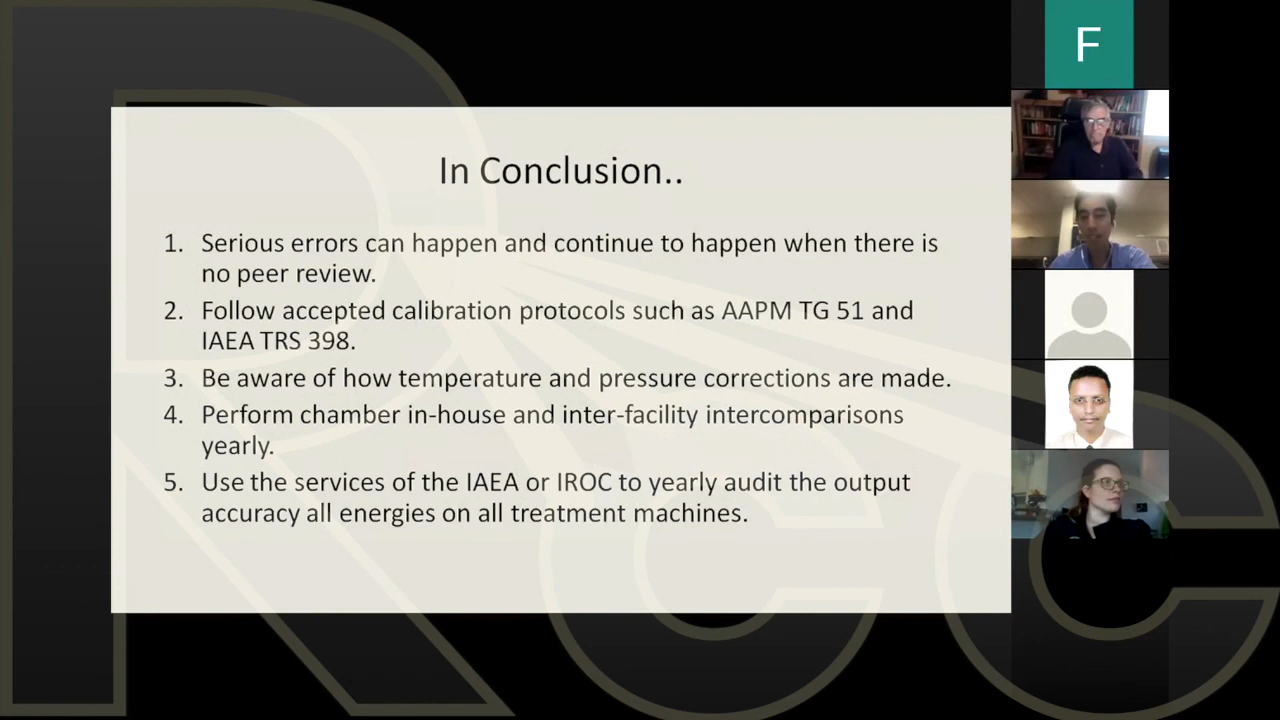 In Conclusion..
1. Serious errors can happen and continue to happen when there is
no peer review.
2. Follow accepted calibration protocols such as AAPM TG 51 and
IAEA TRS 398.
3. Be aware of how temperature and pressure corrections are made.
4. Perform chamber in-house and inter-facility intercomparisons
yearly.
5. Use the services of the IAEA or IROC to yearly audit the output
accuracy all energies on all treatment machines.
F
RCC